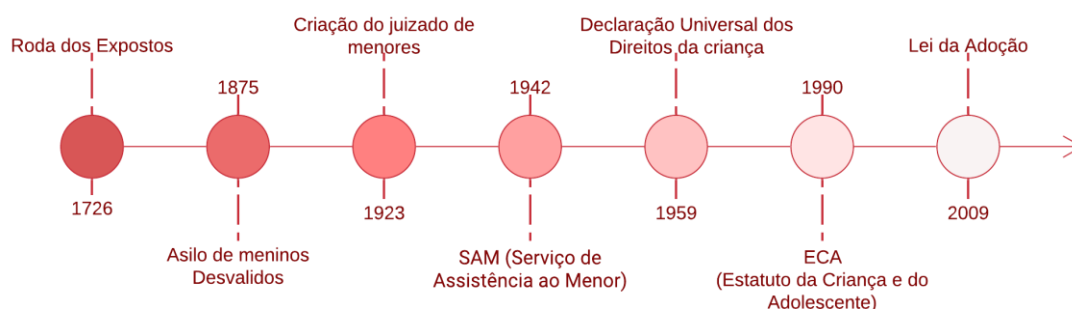 Roda dos Expostos
1726
1875
Asilo de meninos
Desvalidos
Criação do juizado de
menores
1923
1942
SAM (Serviço de
Assistência ao Menor)
Declaração Universal dos
Direitos da criança
1959
1990
ECA
(Estatuto da Criança e do
Adolescente)
Lei da Adoção
2009